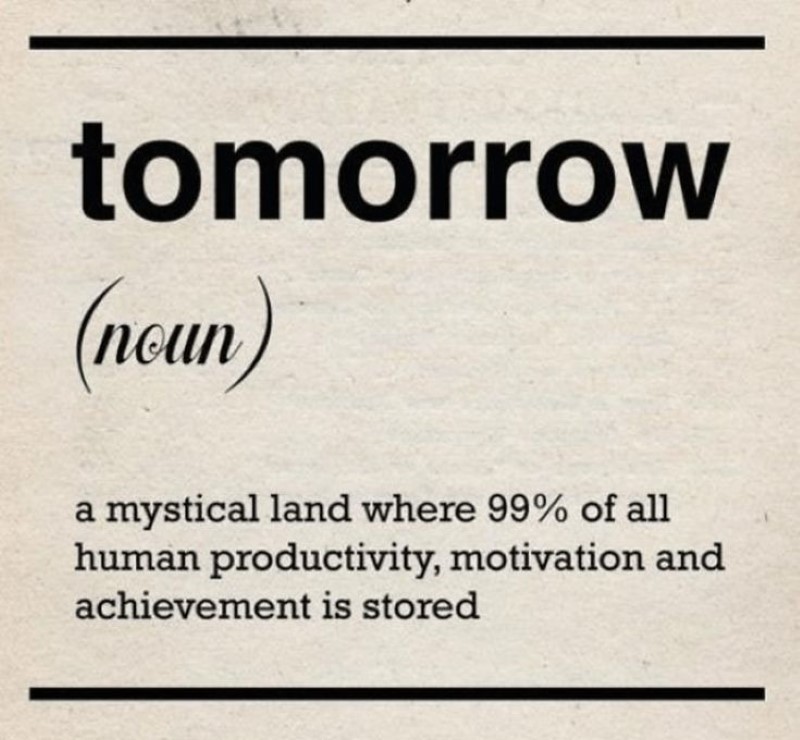 tomorrow
(noun)
a mystical land where 99% of all
human productivity, motivation and
achievement is stored